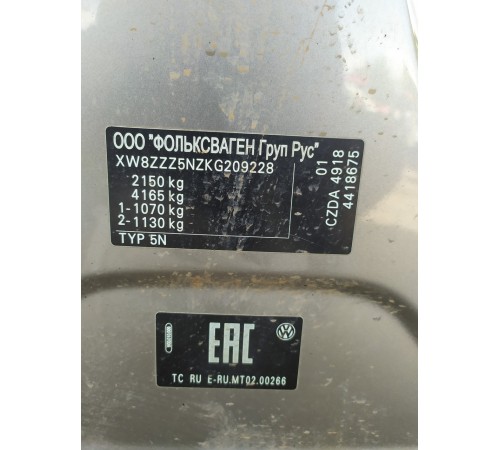 ООО "ФОЛЬКСВАГЕН Груп Рус"
XW8ZZZ5NZKG209228
2150 kg
4165 kg
1-1070 kg
2-1130 kg
TYP 5N
01
CZDA 4918
4418675
EAC
TC RU E-RU.MT02.00266